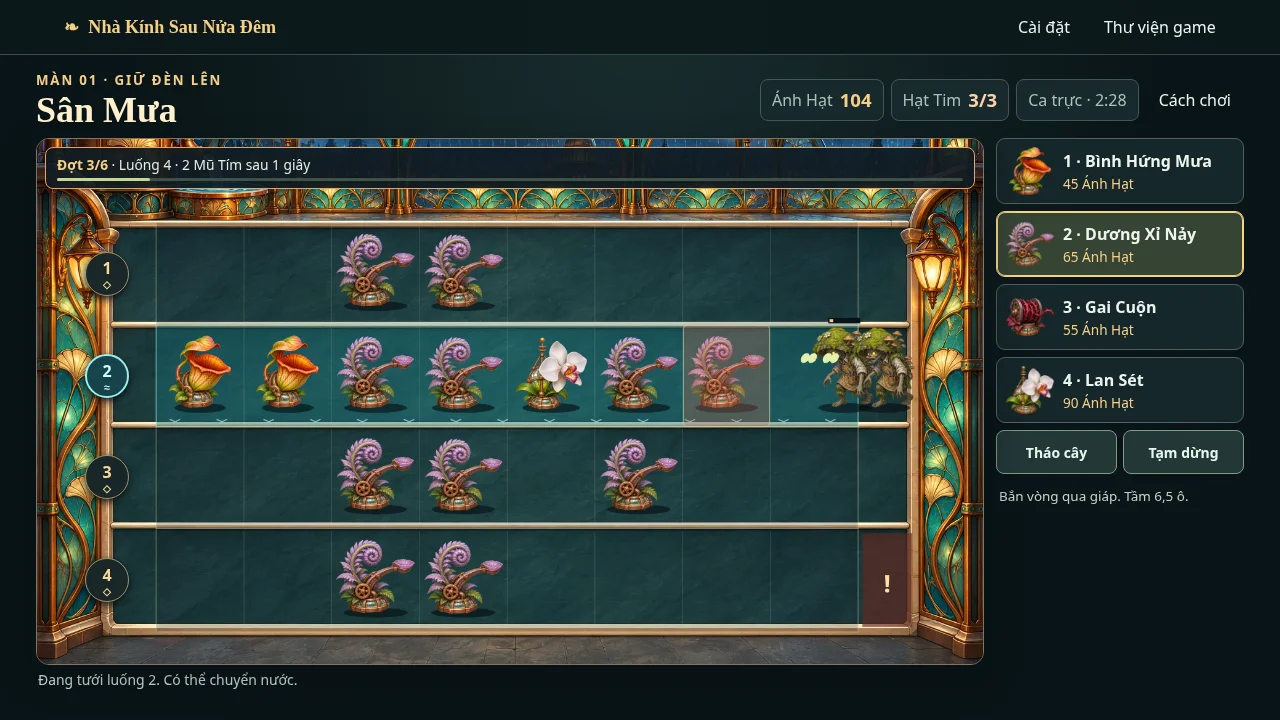 Nhà Kính Sau Nửa Đêm
Cài đặt
Thư viện game
MÀN 01 · GIỮ ĐÈN LÊN
Sân Mưa
Ánh Hạt 104
Hạt Tim 3/3
Ca trực · 2:28
Cách chơi
Đợt 3/6 · Luống 4 · 2 Mũ Tím sau 1 giây
1
2
3
4
!
1 · Bình Hứng Mưa
45 Ánh Hạt
2 · Dương Xỉ Nảy
65 Ánh Hạt
3 · Gai Cuộn
55 Ánh Hạt
4 · Lan Sét
90 Ánh Hạt
Tháo cây
Tạm dừng
Bắn vòng qua giáp. Tầm 6,5 ô.
Đang tưới luống 2. Có thể chuyển nước.